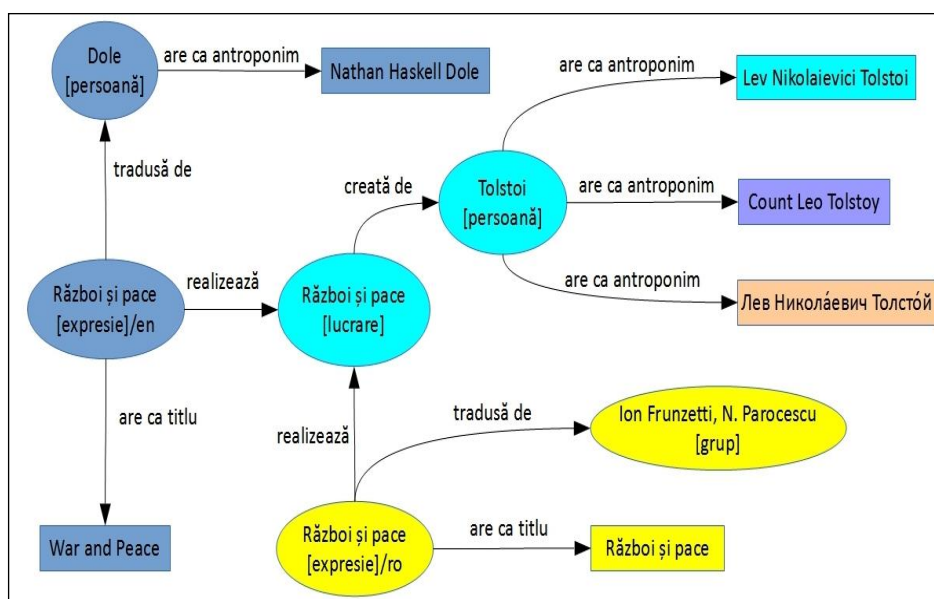 Dole
[persoană]
are ca antroponim
Nathan Haskell Dole
are ca antroponim
Lev Nikolaievici Tolstoi
tradusă de
creată de
Tolstoi
[persoană]
are ca antroponim
Count Leo Tolstoy
Război și pace
[expresie]/en
realizează
Război și pace
[lucrare]
are ca antroponim
Лев Никола́евич Толсто́й
are ca titlu
realizează
tradusă de
Ion Frunzetti, N. Parocescu
[grup]
War and Peace
Război și pace
[expresie]/ro
are ca titlu
Război și pace